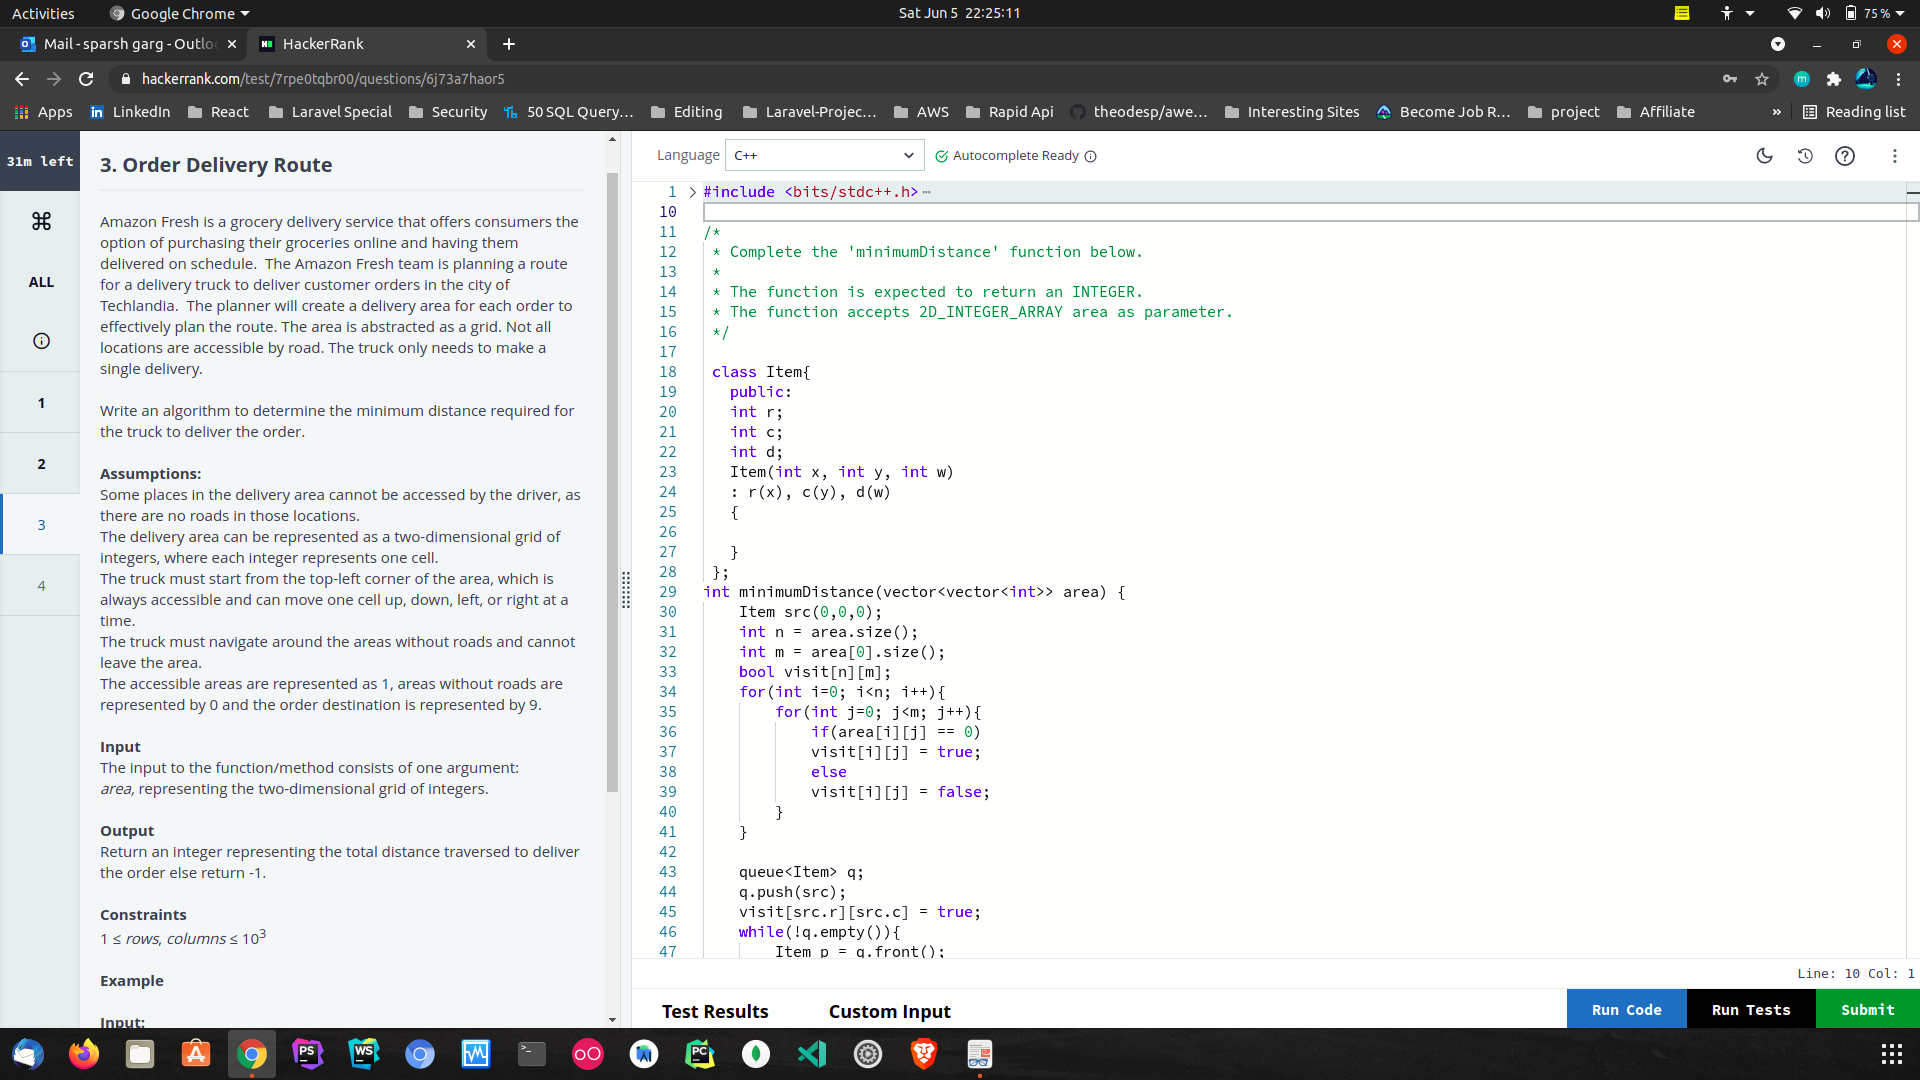 Activities
Google Chrome
Sat Jun 5 22:25:11
75 %
Mail - sparsh garg - Outlo
HackerRank
hackerrank.com/test/7rpe0tqbr00/questions/6j73a7haor5
Apps
LinkedIn
React
Laravel Special
Security
50 SQL Query...
Editing
Laravel-Projec...
AWS
Rapid Api
theodesp/awe...
Interesting Sites
Become Job R...
project
Affiliate
»
Reading list
31m left
ALL
1
2
3
4
3. Order Delivery Route
Amazon Fresh is a grocery delivery service that offers consumers the
option of purchasing their groceries online and having them
delivered on schedule.  The Amazon Fresh team is planning a route
for a delivery truck to deliver customer orders in the city of
Techlandia.  The planner will create a delivery area for each order to
effectively plan the route. The area is abstracted as a grid. Not all
locations are accessible by road. The truck only needs to make a
single delivery.
Write an algorithm to determine the minimum distance required for
the truck to deliver the order.
Assumptions:
Some places in the delivery area cannot be accessed by the driver, as
there are no roads in those locations.
The delivery area can be represented as a two-dimensional grid of
integers, where each integer represents one cell.
The truck must start from the top-left corner of the area, which is
always accessible and can move one cell up, down, left, or right at a
time.
The truck must navigate around the areas without roads and cannot
leave the area.
The accessible areas are represented as 1, areas without roads are
represented by 0 and the order destination is represented by 9.
Input
The input to the function/method consists of one argument:
area, representing the two-dimensional grid of integers.
Output
Return an integer representing the total distance traversed to deliver
the order else return -1.
Constraints
1 ≤ rows, columns ≤ 10³
Example
Input:
Language
C++
Autocomplete Ready
1 #include <bits/stdc++.h>
10
11 /*
12 * Complete the 'minimumDistance' function below.
13 *
14 * The function is expected to return an INTEGER.
15 * The function accepts 2D_INTEGER_ARRAY area as parameter.
16 */
17
18 class Item{
19 public:
20 int r;
21 int c;
22 int d;
23 Item(int x, int y, int w)
24 : r(x), c(y), d(w)
25 {
26
27 }
28 };
29 int minimumDistance(vector<vector<int>> area) {
30 Item src(0,0,0);
31 int n = area.size();
32 int m = area[0].size();
33 bool visit[n][m];
34 for(int i=0; i<n; i++){
35 for(int j=0; j<m; j++){
36 if(area[i][j] == 0)
37 visit[i][j] = true;
38 else
39 visit[i][j] = false;
40 }
41 }
42
43 queue<Item> q;
44 q.push(src);
45 visit[src.r][src.c] = true;
46 while(!q.empty()){
47 Item p = q.front();
Line: 10 Col: 1
Test Results
Custom Input
Run Code
Run Tests
Submit